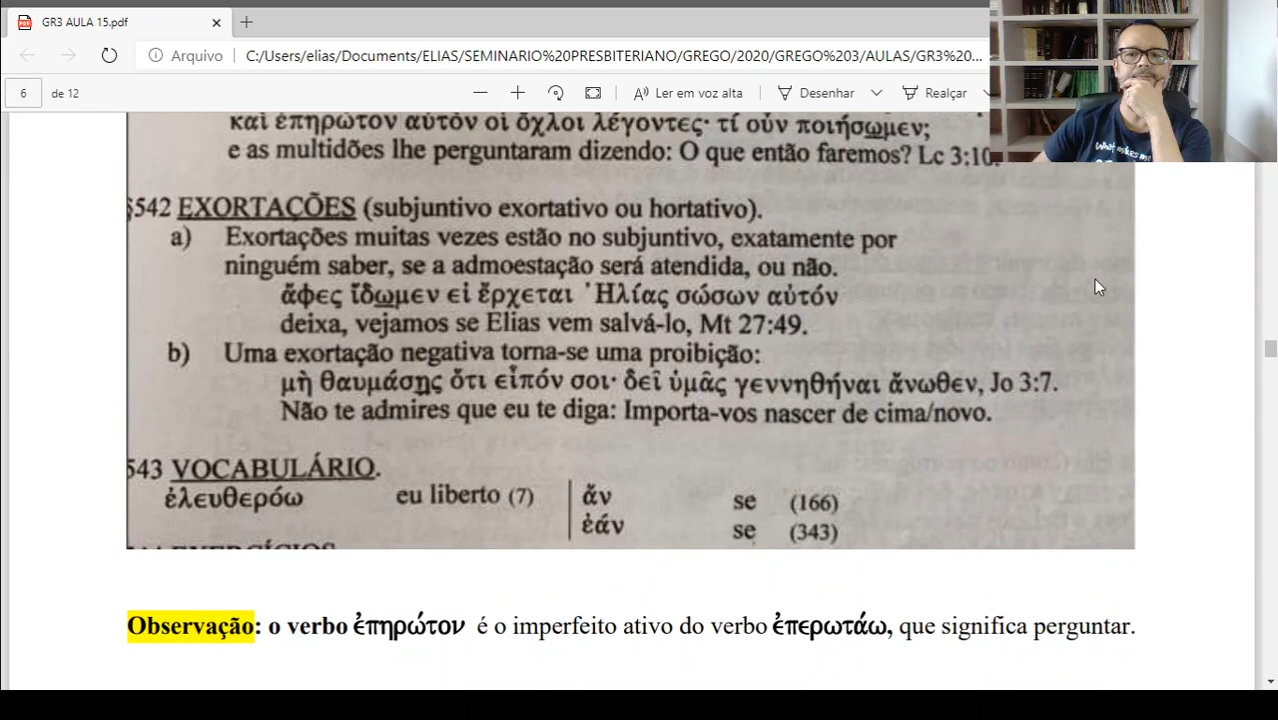 GR3 AULA 15.pdf
Arquivo C:/Users/elias/Documents/ELIAS/SEMINARIO%20PRESBITERIANO/GREGO/2020/GREGO%203/AULAS/GR3%20...
6 de 12 Ler em voz alta Desenhar Realçar
καὶ ἐπηρώτον αὐτὸν οἱ ὄχλοι λέγοντες· τί οὖν ποιήσωμεν;
e as multidões lhe perguntaram dizendo: O que então faremos? Lc 3:10.
§542 EXORTAÇÕES (subjuntivo exortativo ou hortativo).
a) Exortações muitas vezes estão no subjuntivo, exatamente por
ninguém saber, se a admoestação será atendida, ou não.
ἄφες ἴδωμεν εἰ ἔρχεται Ἠλίας σώσων αὐτόν
deixa, vejamos se Elias vem salvá-lo, Mt 27:49.
b) Uma exortação negativa torna-se uma proibição:
μὴ θαυμάσῃς ὅτι εἶπόν σοι· δεῖ ὑμᾶς γεννηθήναι ἄνωθεν, Jo 3:7.
Não te admires que eu te diga: Importa-vos nascer de cima/novo.
543 VOCABULÁRIO.
ἐλευθερόω eu liberto (7) ἄν se (166)
ἐάν se (343)
Observação: o verbo ἐπηρώτον é o imperfeito ativo do verbo ἐπερωτάω, que significa perguntar.